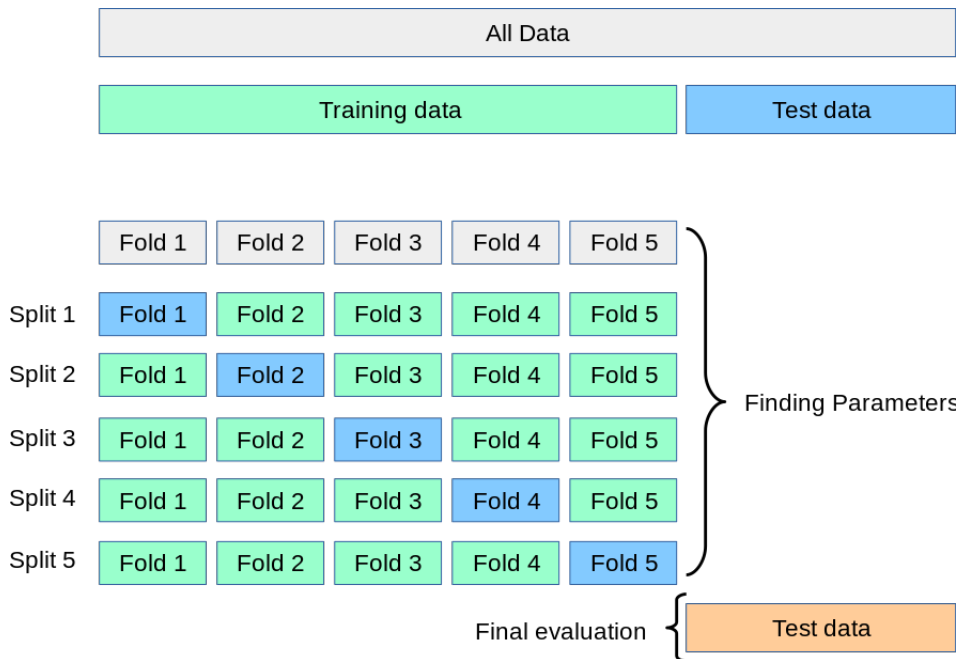 All Data
Training data Test data
Fold 1 Fold 2 Fold 3 Fold 4 Fold 5
Split 1 Fold 1 Fold 2 Fold 3 Fold 4 Fold 5
Split 2 Fold 1 Fold 2 Fold 3 Fold 4 Fold 5
Finding Parameters
Split 3 Fold 1 Fold 2 Fold 3 Fold 4 Fold 5
Split 4 Fold 1 Fold 2 Fold 3 Fold 4 Fold 5
Split 5 Fold 1 Fold 2 Fold 3 Fold 4 Fold 5
Final evaluation Test data